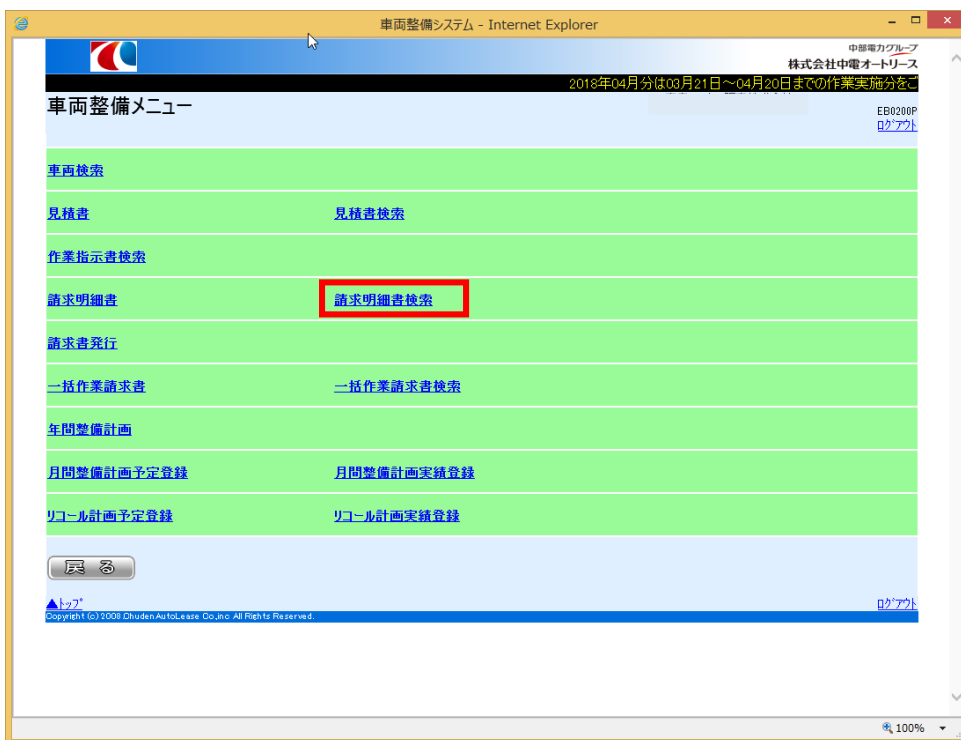 車両整備システム - Internet Explorer
中部電力グループ
株式会社中電オートリース
2018年04月分は03月21日～04月20日までの作業実施分をご
車両整備メニュー
EB0200P
ログアウト
車両検索
見積書 見積書検索
作業指示書検索
請求明細書 請求明細書検索
請求書発行
一括作業請求書 一括作業請求書検索
年間整備計画
月間整備計画予定登録 月間整備計画実績登録
リコール計画予定登録 リコール計画実績登録
戻る
▲トップ ログアウト
Copyright (c) 2008 Chuden AutoLease Co.,inc All Rights Reserved.
100%